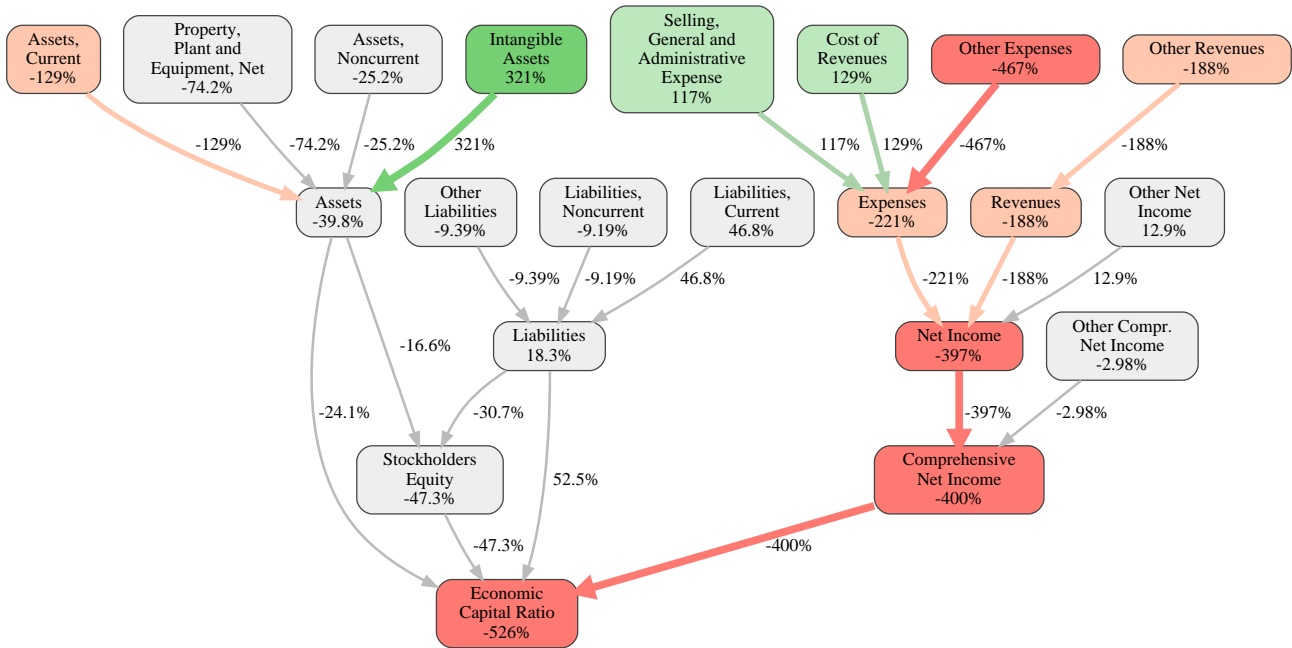 Assets,
Current
-129%
Property,
Plant and
Equipment, Net
-74.2%
Assets,
Noncurrent
-25.2%
Intangible
Assets
321%
Selling,
General and
Administrative
Expense
117%
Cost of
Revenues
129%
Other Expenses
-467%
Other Revenues
-188%
-129%
-74.2%
-25.2%
321%
117%
129%
-467%
-188%
Assets
-39.8%
Other
Liabilities
-9.39%
Liabilities,
Noncurrent
-9.19%
Liabilities,
Current
46.8%
Expenses
-221%
Revenues
-188%
Other Net
Income
12.9%
-9.39%
-9.19%
46.8%
-221%
-188%
12.9%
-16.6%
Liabilities
18.3%
Net Income
-397%
Other Compr.
Net Income
-2.98%
-24.1%
-30.7%
52.5%
-397%
-2.98%
Stockholders
Equity
-47.3%
Comprehensive
Net Income
-400%
-47.3%
-400%
Economic
Capital Ratio
-526%